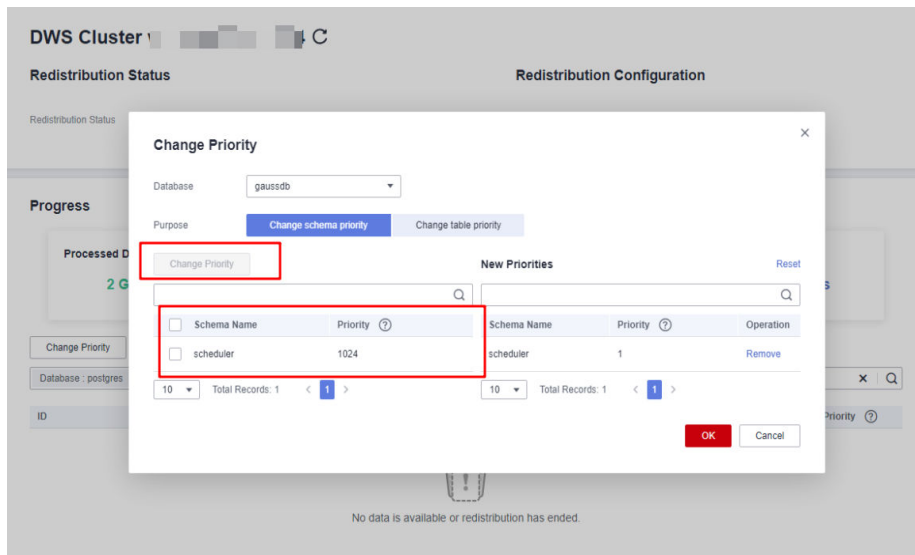 DWS Cluster
Redistribution Status
Redistribution Configuration
Redistribution Status
Change Priority
Database
gaussdb
Progress
Purpose
Change schema priority
Change table priority
Processed D
Change Priority
New Priorities
Reset
2 G
s
Schema Name
Priority
Schema Name
Priority
Operation
Change Priority
scheduler
1024
scheduler
1
Remove
Database : postgres
10
Total Records: 1
1
10
Total Records: 1
1
ID
Priority
OK
Cancel
No data is available or redistribution has ended.